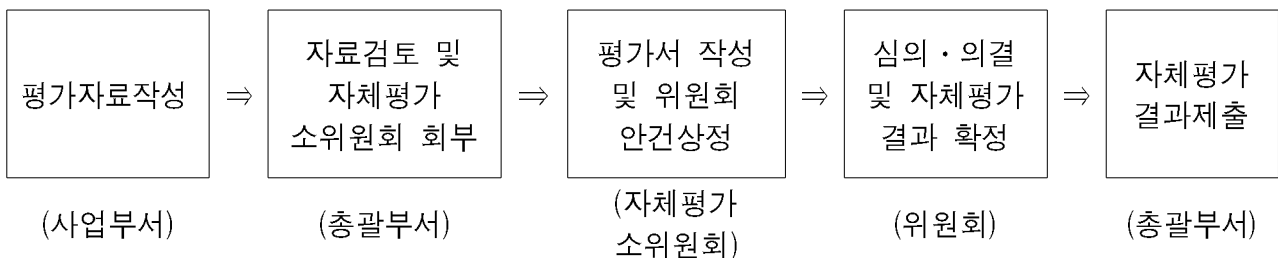 평가자료작성
⇒
자료검토 및
자체평가
소위원회 회부
⇒
평가서 작성
및 위원회
안건상정
⇒
심의·의결
및 자체평가
결과 확정
⇒
자체평가
결과제출
(사업부서)
(총괄부서)
(자체평가
소위원회)
(위원회)
(총괄부서)